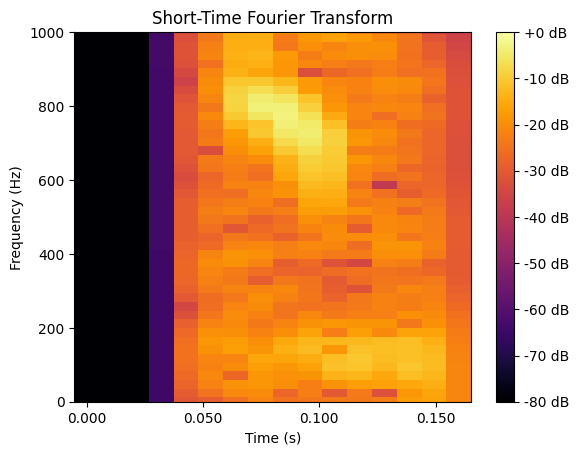 Short-Time Fourier Transform
1000
800
600
400
200
0
Frequency (Hz)
0.000
0.050
0.100
0.150
Time (s)
+0 dB
-10 dB
-20 dB
-30 dB
-40 dB
-50 dB
-60 dB
-70 dB
-80 dB